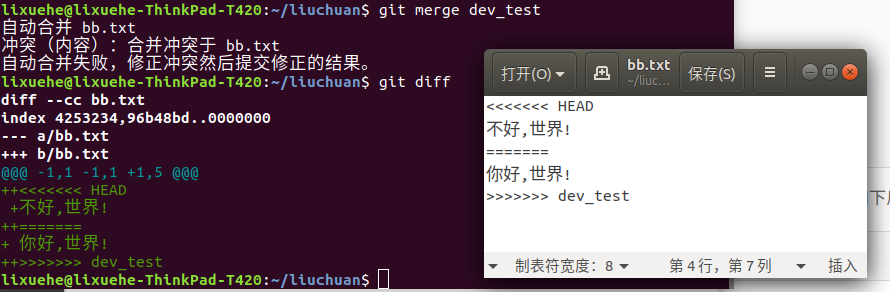 lixuehe@lixuehe-ThinkPad-T420:~/liuchuan$ git merge dev_test
自动合并 bb.txt
冲突（内容）：合并冲突于 bb.txt
自动合并失败，修正冲突然后提交修正的结果。
lixuehe@lixuehe-ThinkPad-T420:~/liuchuan$ git diff
diff --cc bb.txt
index 4253234,96b48bd..0000000
--- a/bb.txt
+++ b/bb.txt
@@@ -1,1 -1,1 +1,5 @@@
++<<<<<<< HEAD
 +不好,世界!
++=======
+ 你好,世界!
++>>>>>>> dev_test
lixuehe@lixuehe-ThinkPad-T420:~/liuchuan$
打开(O)
bb.txt
~/liuc...
保存(S)
<<<<<<< HEAD
不好,世界!
=======
你好,世界!
>>>>>>> dev_test
制表符宽度：8
第 4 行，第 7 列
插入